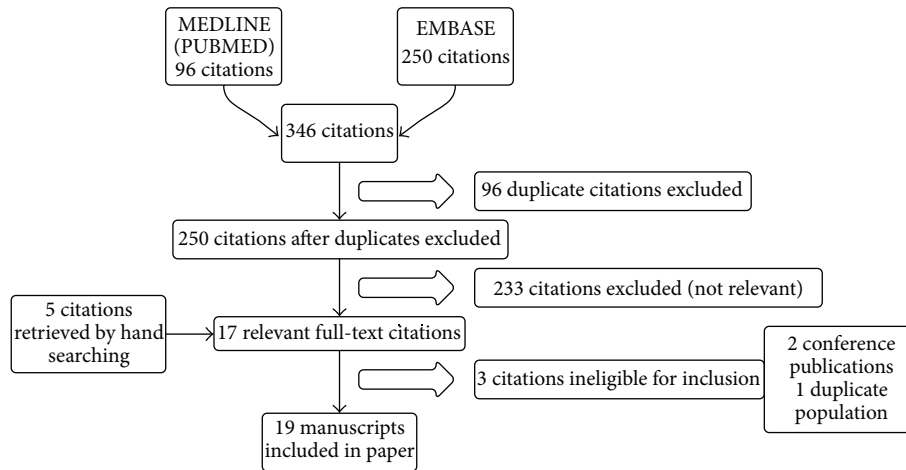 MEDLINE
(PUBMED)
96 citations
EMBASE
250 citations
346 citations
96 duplicate citations excluded
250 citations after duplicates excluded
233 citations excluded (not relevant)
5 citations
retrieved by hand
searching
17 relevant full-text citations
3 citations ineligible for inclusion
2 conference
publications
1 duplicate
population
19 manuscripts
included in paper